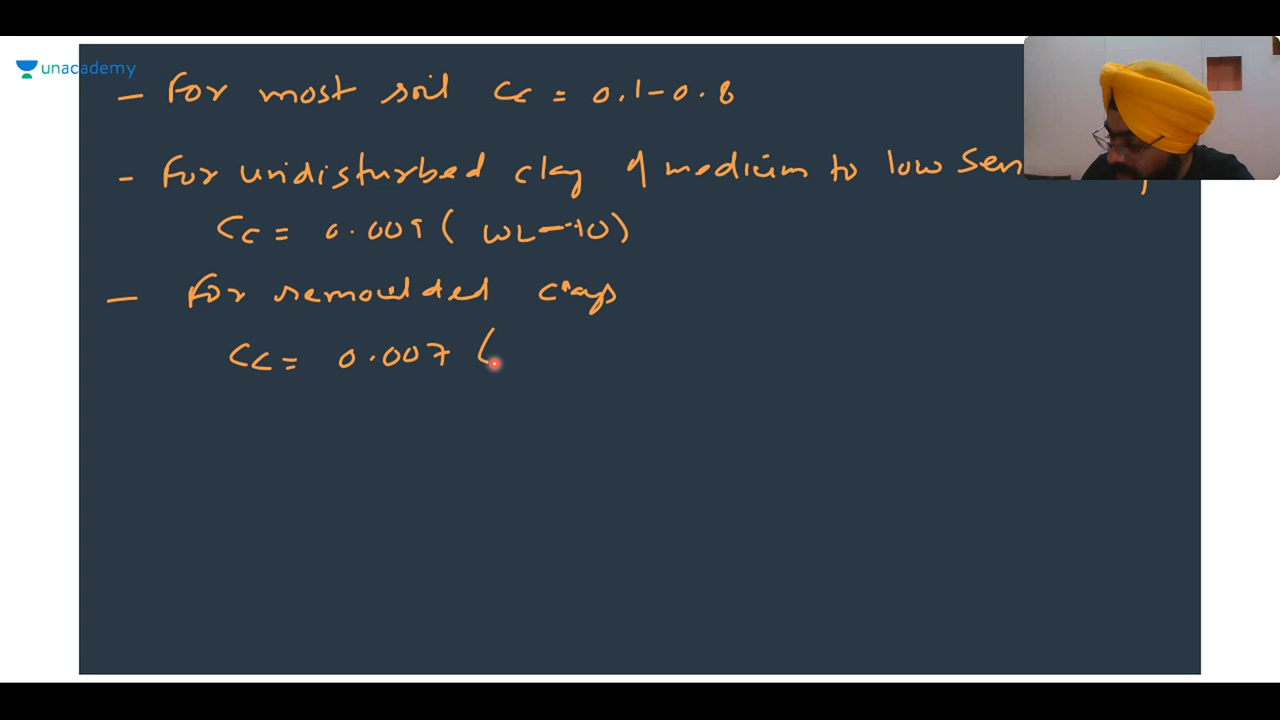 unacademy
- For most soil Cc = 0.1-0.8
- For undisturbed clay of medium to low sen
Cc = 0.009 ( WL-10)
- For remoulded clays
Cc = 0.007 (